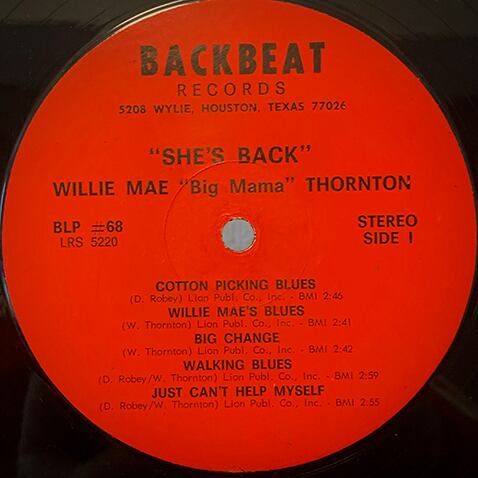 BACKBEAT
RECORDS
5208 WYLIE, HOUSTON, TEXAS 77026
"SHE'S BACK"
WILLIE MAE "Big Mama" THORNTON
BLP #68
LRS 5220
STEREO
SIDE 1
COTTON PICKING BLUES
(D. Robey) Lion Publ. Co., Inc. - BMI 2:46
WILLIE MAE'S BLUES
(W. Thornton) Lion Publ. Co., Inc. - BMI 2:41
BIG CHANGE
(W. Thornton) Lion Publ. Co., Inc. - BMI 2:42
WALKING BLUES
(D. Robey/W. Thornton) Lion Publ. Co., Inc. - BMI 2:59
JUST CAN'T HELP MYSELF
(D. Robey/W. Thornton) Lion Publ. Co., Inc. - BMI 2:55